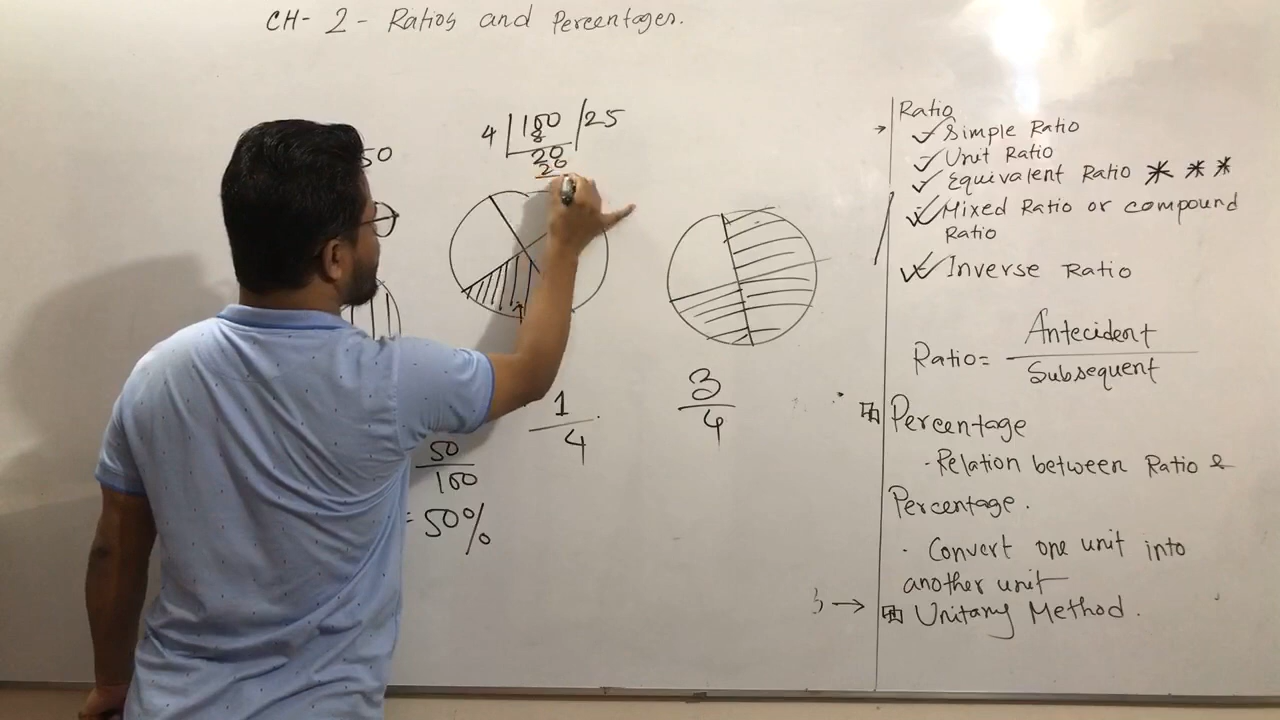 CH- 2 - Ratios and Percentages.
50
4 | 100 / 25
8
20
20
1
4
3
4
50
100
= 50%
Ratio
Simple Ratio
Unit Ratio
Equivalent Ratio * * *
Mixed Ratio or compound
Ratio
Inverse Ratio
Ratio= Antecident
Subsequent
Percentage
· Relation between Ratio &
Percentage.
· Convert one unit into
another unit
→ Unitary Method.